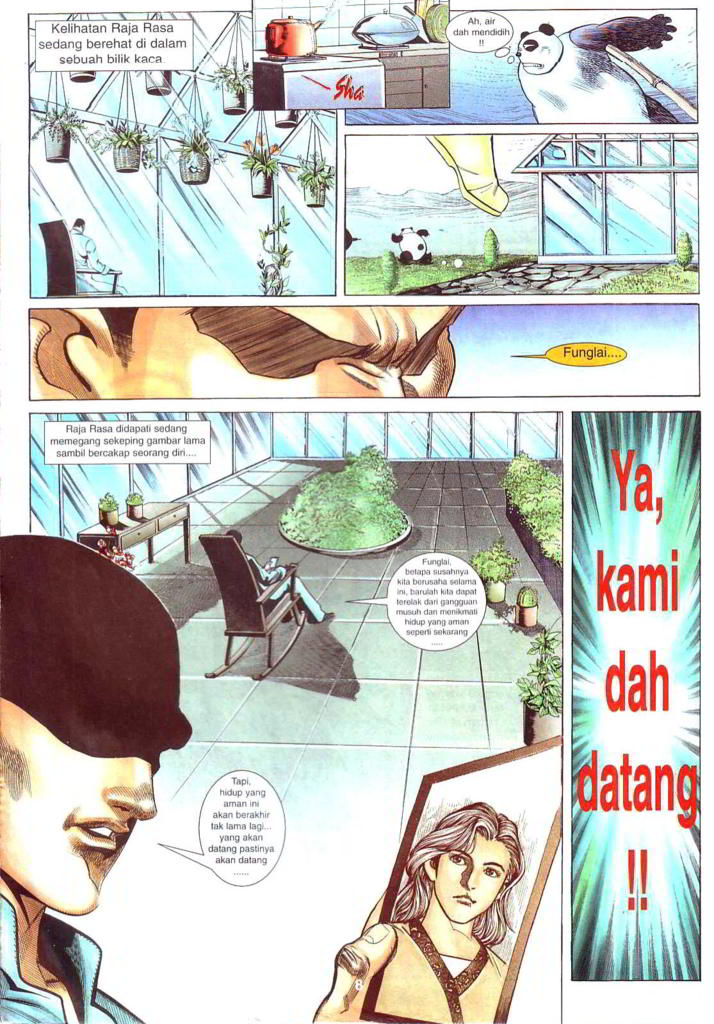 Kelihatan Raja Rasa
sedang berehat di dalam
sebuah bilik kaca.
Sha
Ah, air
dah mendidih
!!
Funglai....
Raja Rasa didapati sedang
memegang sekeping gambar lama
sambil bercakap seorang diri....
Funglai,
betapa susahnya
kita berusaha selama
ini, barulah kita dapat
terelak dari gangguan
musuh dan menikmati
hidup yang aman
seperti sekarang
.....
Tapi,
hidup yang
aman ini
akan berakhir
tak lama lagi...
yang akan
datang pastinya
akan datang
......
Ya,
kami
dah
datang
!!
8